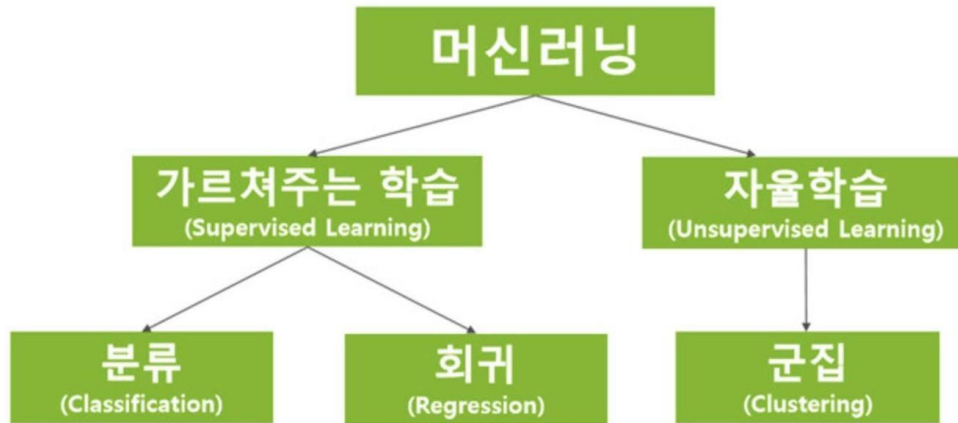 머신러닝
가르쳐주는 학습
(Supervised Learning)
자율학습
(Unsupervised Learning)
분류
(Classification)
회귀
(Regression)
군집
(Clustering)